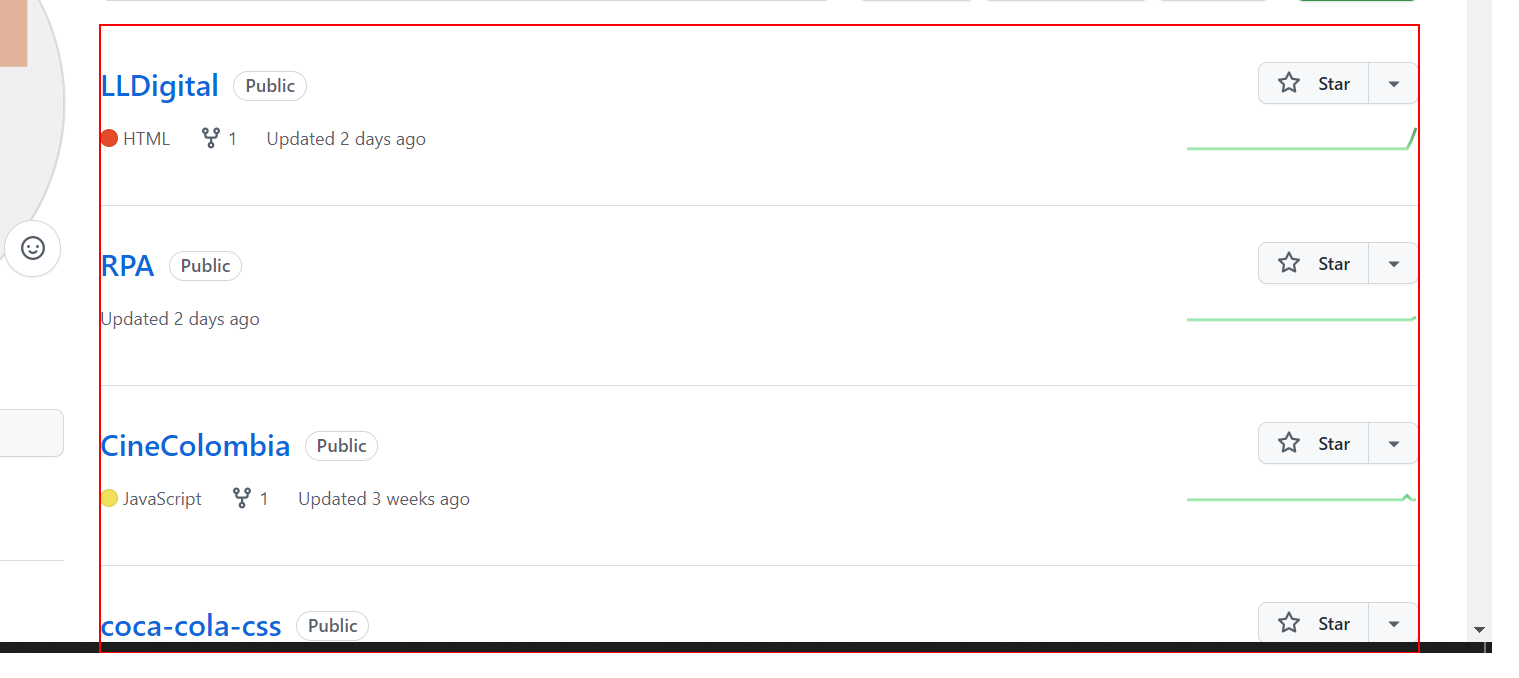 LLDigital Public Star
HTML 1 Updated 2 days ago
RPA Public Star
Updated 2 days ago
CineColombia Public Star
JavaScript 1 Updated 3 weeks ago
coca-cola-css Public Star